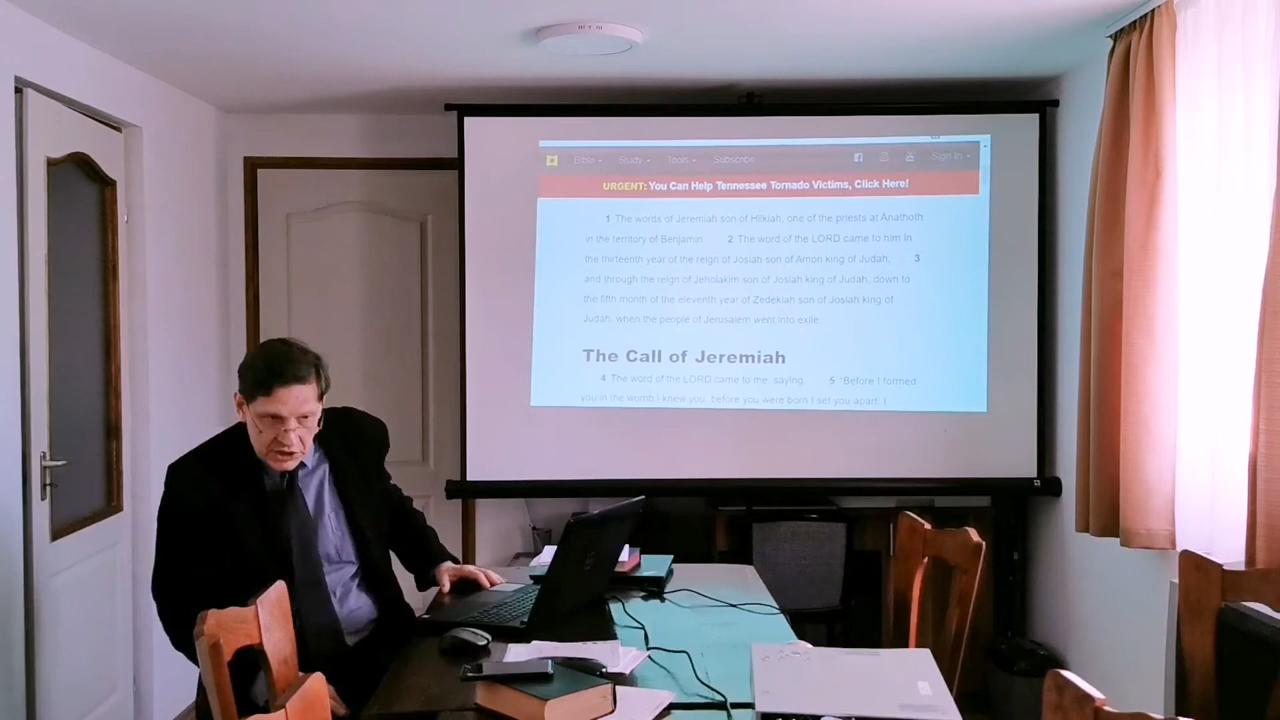 Bible Study Tools Subscribe Sign In
URGENT: You Can Help Tennessee Tornado Victims, Click Here!
1 The words of Jeremiah son of Hilkiah, one of the priests at Anathoth
in the territory of Benjamin 2 The word of the LORD came to him in
the thirteenth year of the reign of Josiah son of Amon king of Judah, 3
and through the reign of Jehoiakim son of Josiah king of Judah, down to
the fifth month of the eleventh year of Zedekiah son of Josiah king of
Judah, when the people of Jerusalem went into exile.
The Call of Jeremiah
4 The word of the LORD came to me, saying, 5 "Before I formed
you in the womb I knew you, before you were born I set you apart; I